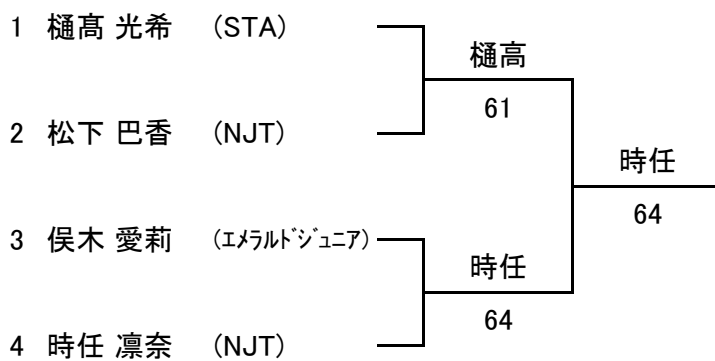 1 樋髙 光希 (STA)
樋高
61
2 松下 巴香 (NJT)
時任
64
3 俣木 愛莉 (ｴﾒﾗﾙﾄﾞｼﾞｭﾆｱ)
時任
64
4 時任 凛奈 (NJT)